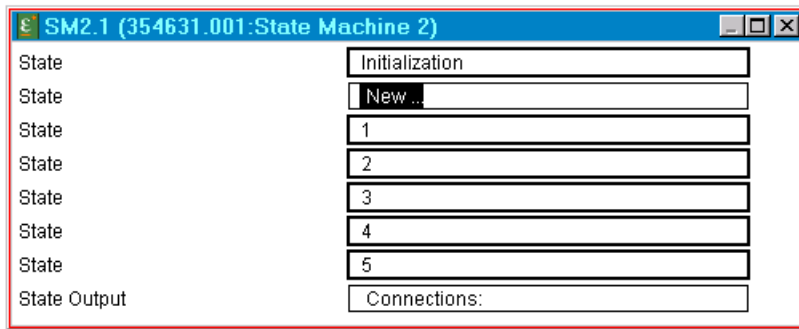 SM2.1 (354631.001:State Machine 2)
State Initialization
State New ...
State 1
State 2
State 3
State 4
State 5
State Output Connections: